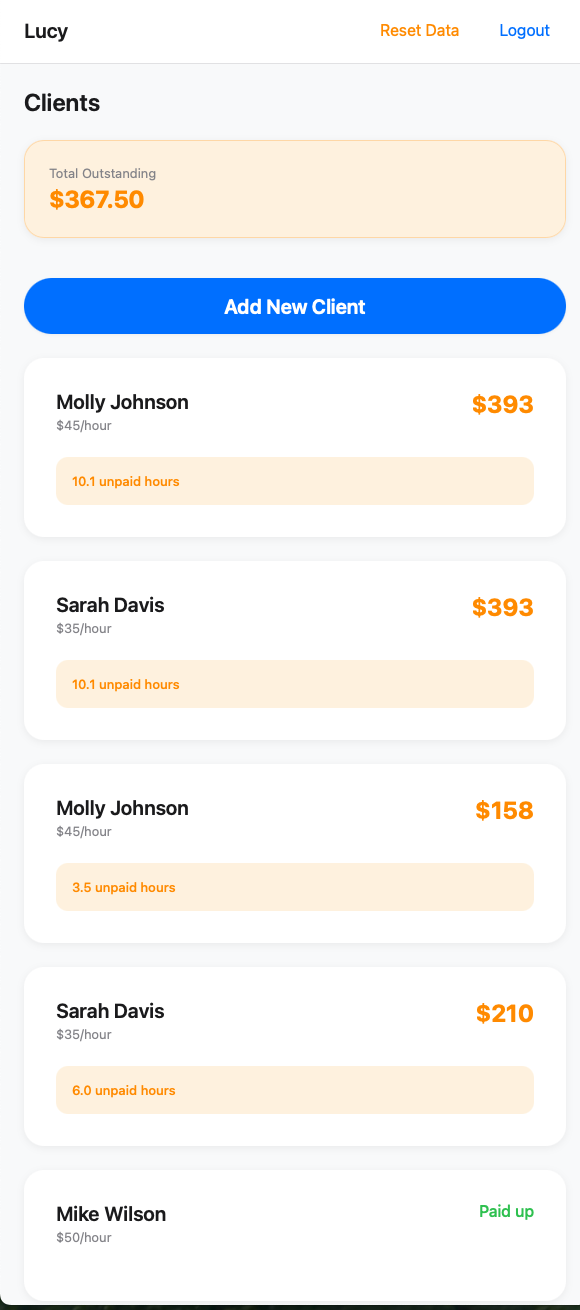 Lucy
Reset Data
Logout
Clients
Total Outstanding
$367.50
Add New Client
Molly Johnson
$393
$45/hour
10.1 unpaid hours
Sarah Davis
$393
$35/hour
10.1 unpaid hours
Molly Johnson
$158
$45/hour
3.5 unpaid hours
Sarah Davis
$210
$35/hour
6.0 unpaid hours
Mike Wilson
Paid up
$50/hour